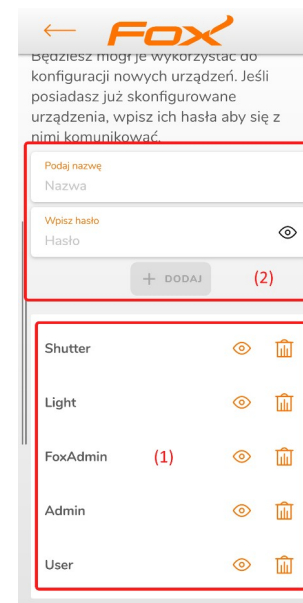 Fox
Będziesz mógł je wykorzystać do
konfiguracji nowych urządzeń. Jeśli
posiadasz już skonfigurowane
urządzenia, wpisz ich hasła aby się z
nimi komunikować.
Podaj nazwę
Nazwa
Wpisz hasło
Hasło
+ DODAJ (2)
Shutter
Light
FoxAdmin (1)
Admin
User